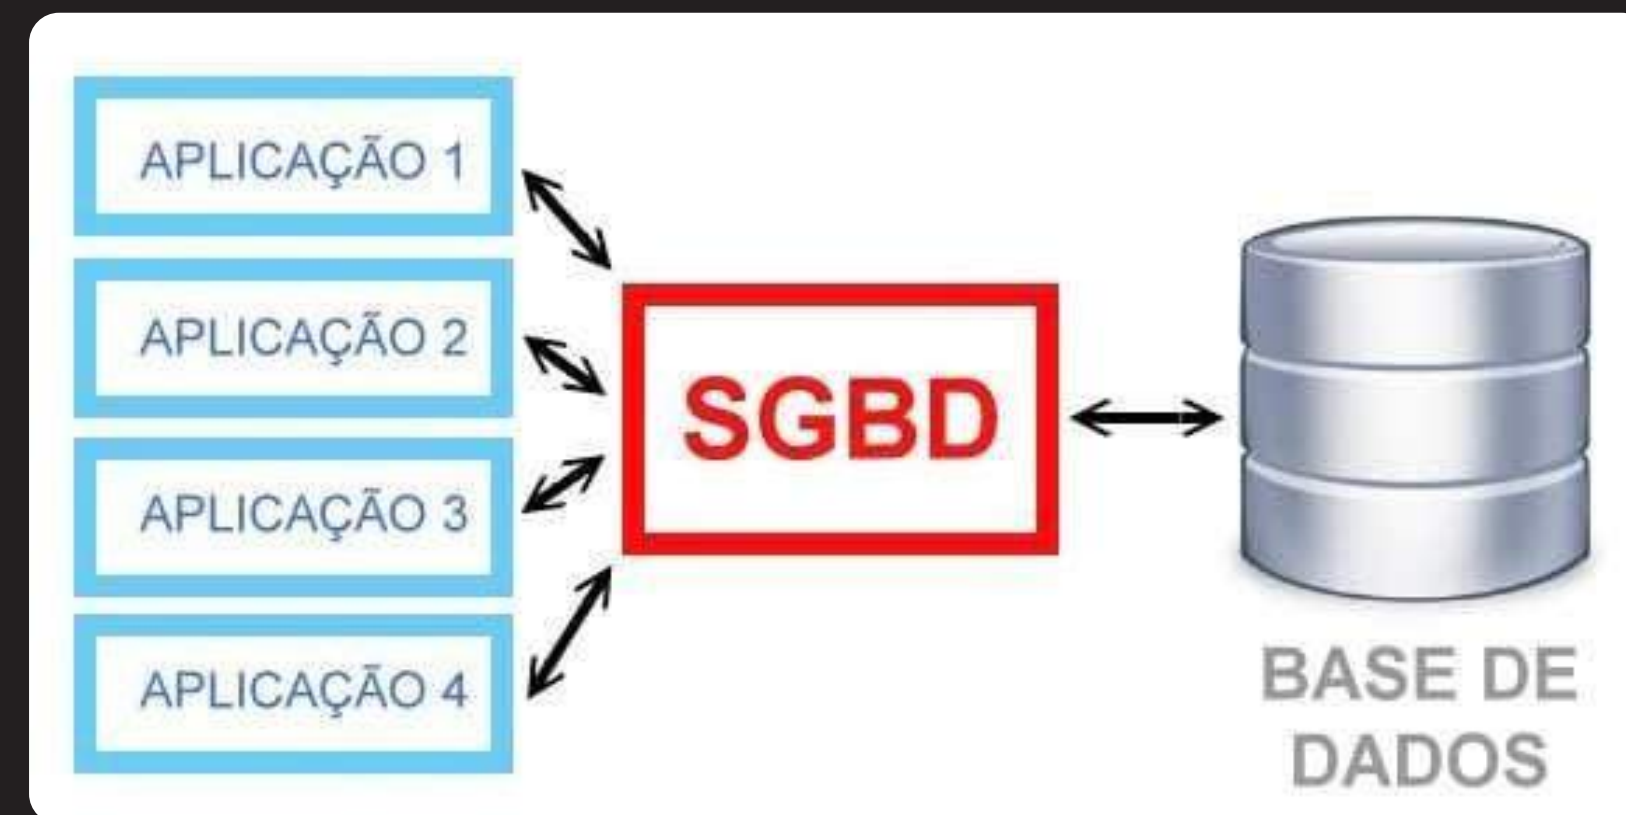 APLICAÇÃO 1
APLICAÇÃO 2
APLICAÇÃO 3
APLICAÇÃO 4
SGBD
BASE DE
DADOS